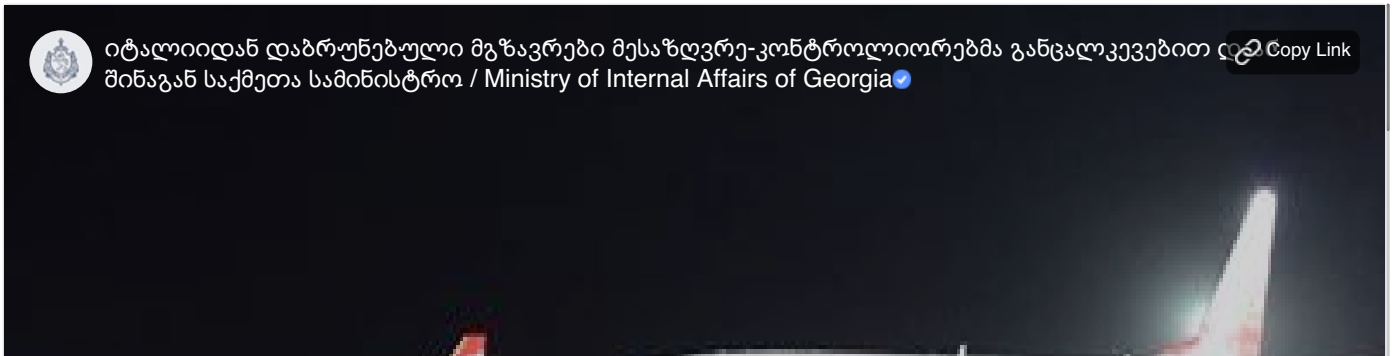 იტალიიდან დაბრუნებული მგზავრები მესაზღვრე-კონტროლიორებმა განცალკევებით
შინაგან საქმეთა სამინისტრო / Ministry of Internal Affairs of Georgia
Copy Link